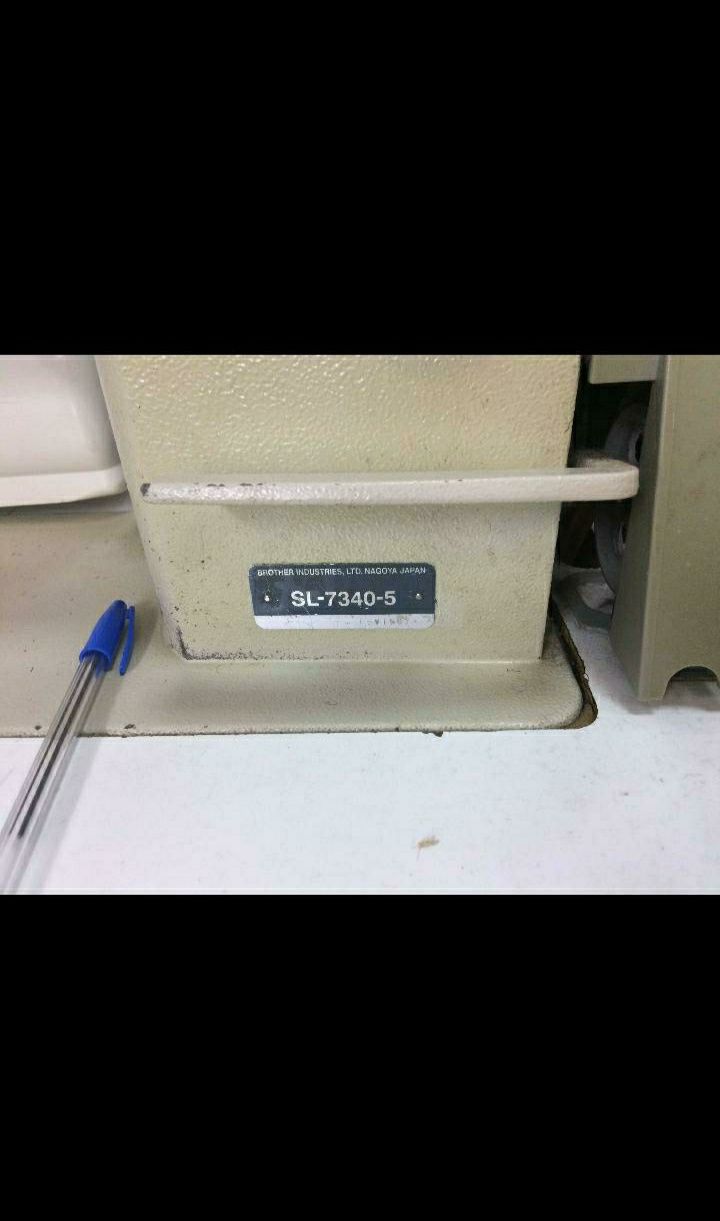 BROTHER INDUSTRIES, LTD. NAGOYA JAPAN
SL-7340-5